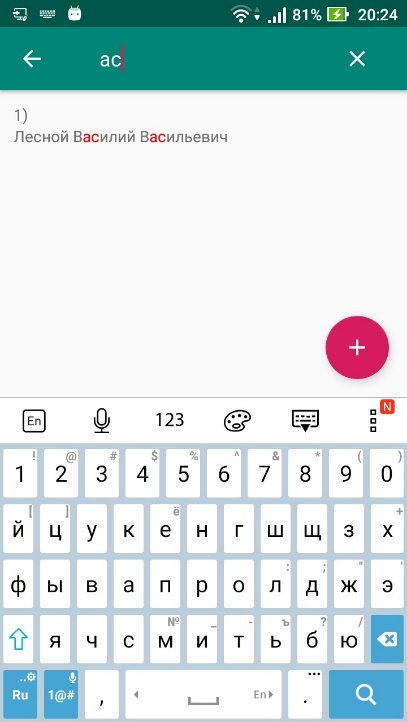 81% 20:24
ас
1)
Лесной Василий Васильевич
+
N
En 123
! @ # $ % ^ & * ( )
1 2 3 4 5 6 7 8 9 0
[ ] ё +
й ц у к е н г ш щ з х
: ; '
ф ы в а п р о л д ж э
№ _ - ъ ? /
я ч с м и т ь б ю
Ru 1@# , En . ...